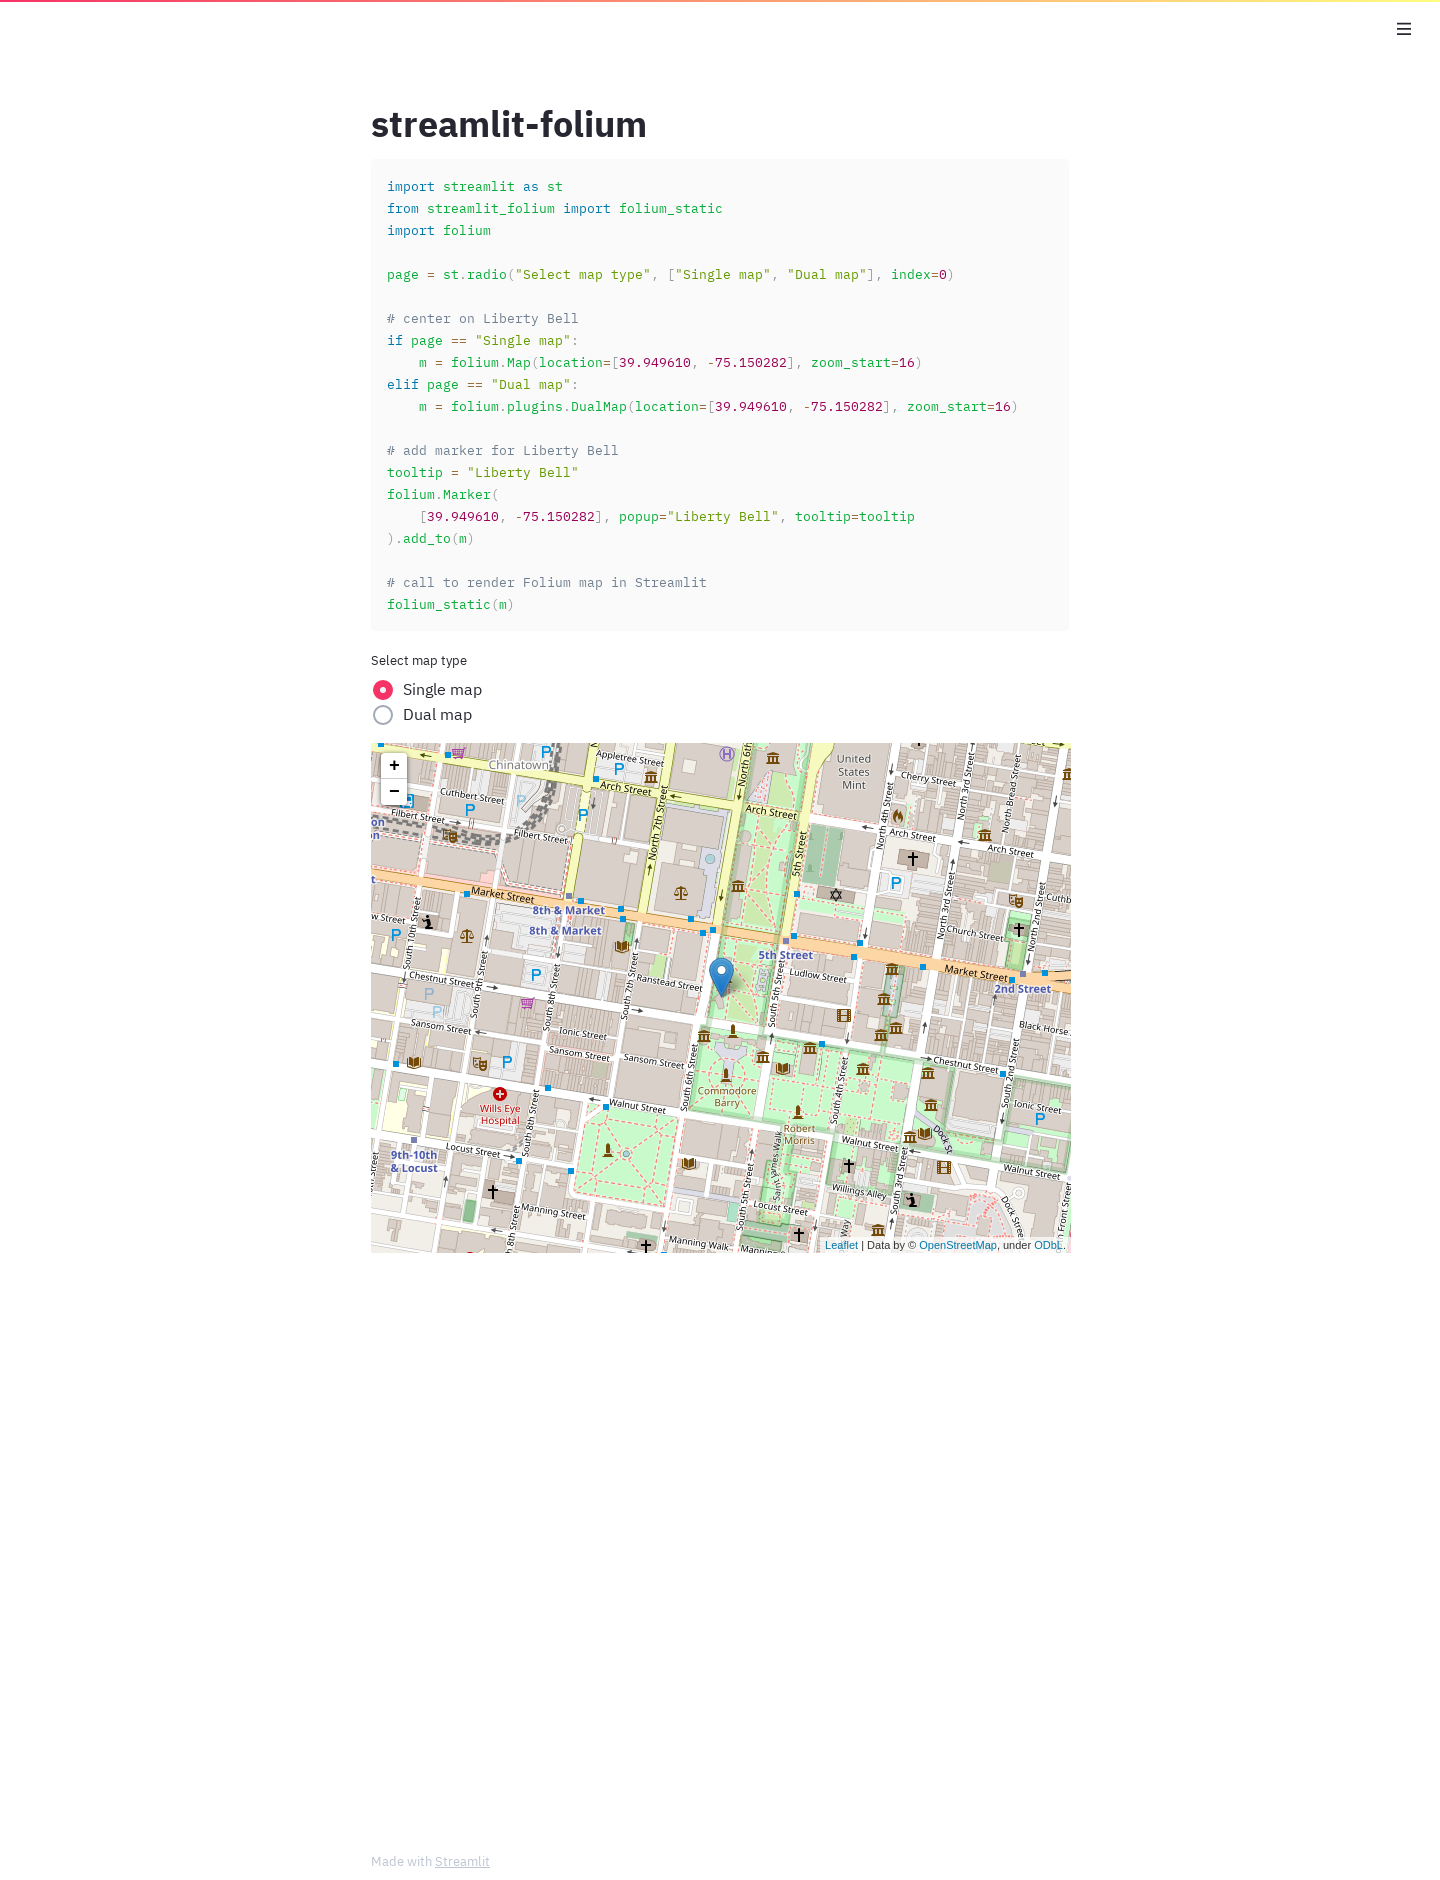 streamlit-folium
import streamlit as st
from streamlit_folium import folium_static
import folium
page = st.radio("Select map type", ["Single map", "Dual map"], index=0)
# center on Liberty Bell
if page == "Single map":
    m = folium.Map(location=[39.949610, -75.150282], zoom_start=16)
elif page == "Dual map":
    m = folium.plugins.DualMap(location=[39.949610, -75.150282], zoom_start=16)
# add marker for Liberty Bell
tooltip = "Liberty Bell"
folium.Marker(
    [39.949610, -75.150282], popup="Liberty Bell", tooltip=tooltip
).add_to(m)
# call to render Folium map in Streamlit
folium_static(m)
Select map type
Single map
Dual map
+
−
Chinatown
Appletree Street
United
States
Mint
Cherry Street
North 3rd Street
North Bread Street
Cuthbert Street
Arch Street
North 7th Street
North 6th
Arch Street
North 4th Street
Arch Street
Arch Street
Filbert Street
Filbert Street
5th Street
Market Street
8th & Market
8th & Market
5th Street
North 3rd Street
Church Street
North 2nd Street
South 10th Street
South 9th Street
Chestnut Street
South 8th Street
South 7th Street
Ranstead Street
South 5th Street
Ludlow Street
Market Street
2nd Street
Sansom Street
Ionic Street
Sansom Street
Sansom Street
South 6th Street
Black Horse
Chestnut Street
South 2nd Street
Commodore
Barry
South 4th Street
Wills Eye
Hospital
South 8th Street
Walnut Street
Robert
Morris
Ionic Street
Dock St
Walnut Street
Walnut Street
9th-10th
& Locust
Locust Street
Saint James Walk
South 5th Street
Willings Alley
South 3rd Street
Locust Street
Dock Street
Front Street
Manning Street
Manning Walk
Leaflet | Data by © OpenStreetMap, under ODbL.
Made with Streamlit